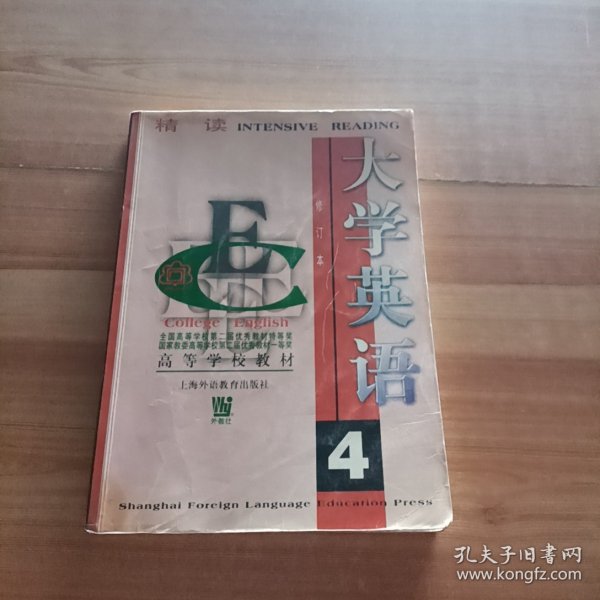 精 读 INTENSIVE READING
大学英语
修订本
EC
College English
全国高等学校第二届优秀教材特等奖
国家教委高等学校第二届优秀教材一等奖
高等学校教材
上海外语教育出版社
外教社
4
Shanghai Foreign Language Education Press
孔夫子旧书网
www.kongfz.com